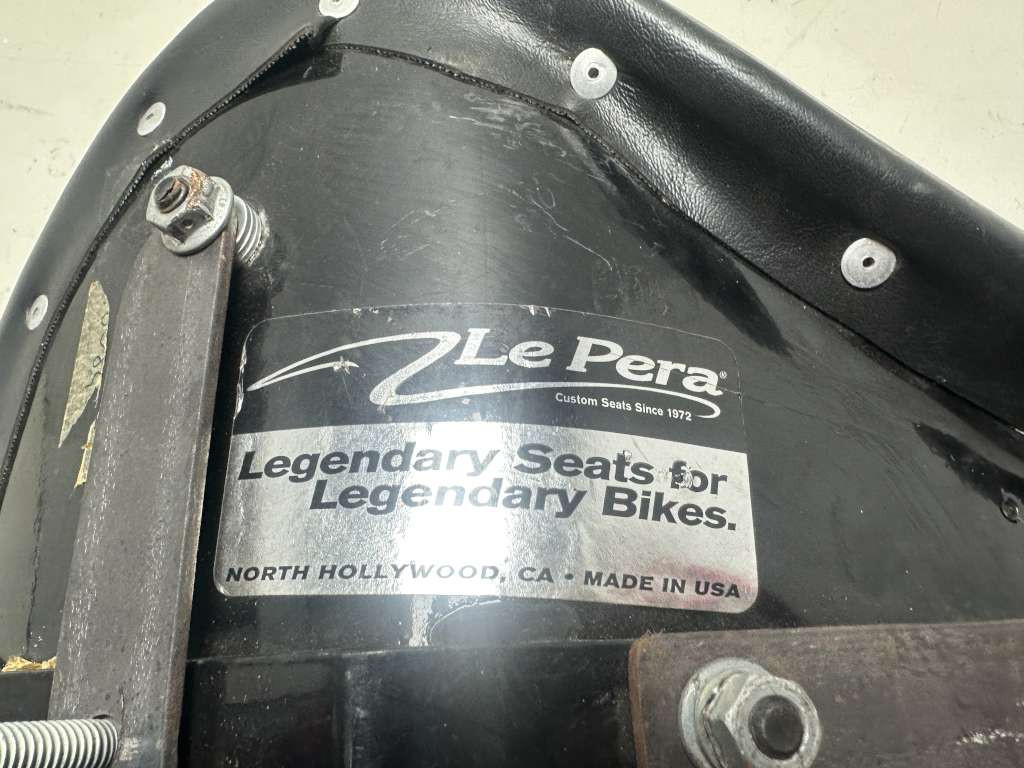 Le Pera®
Custom Seats Since 1972
Legendary Seats for
Legendary Bikes.
NORTH HOLLYWOOD, CA • MADE IN USA